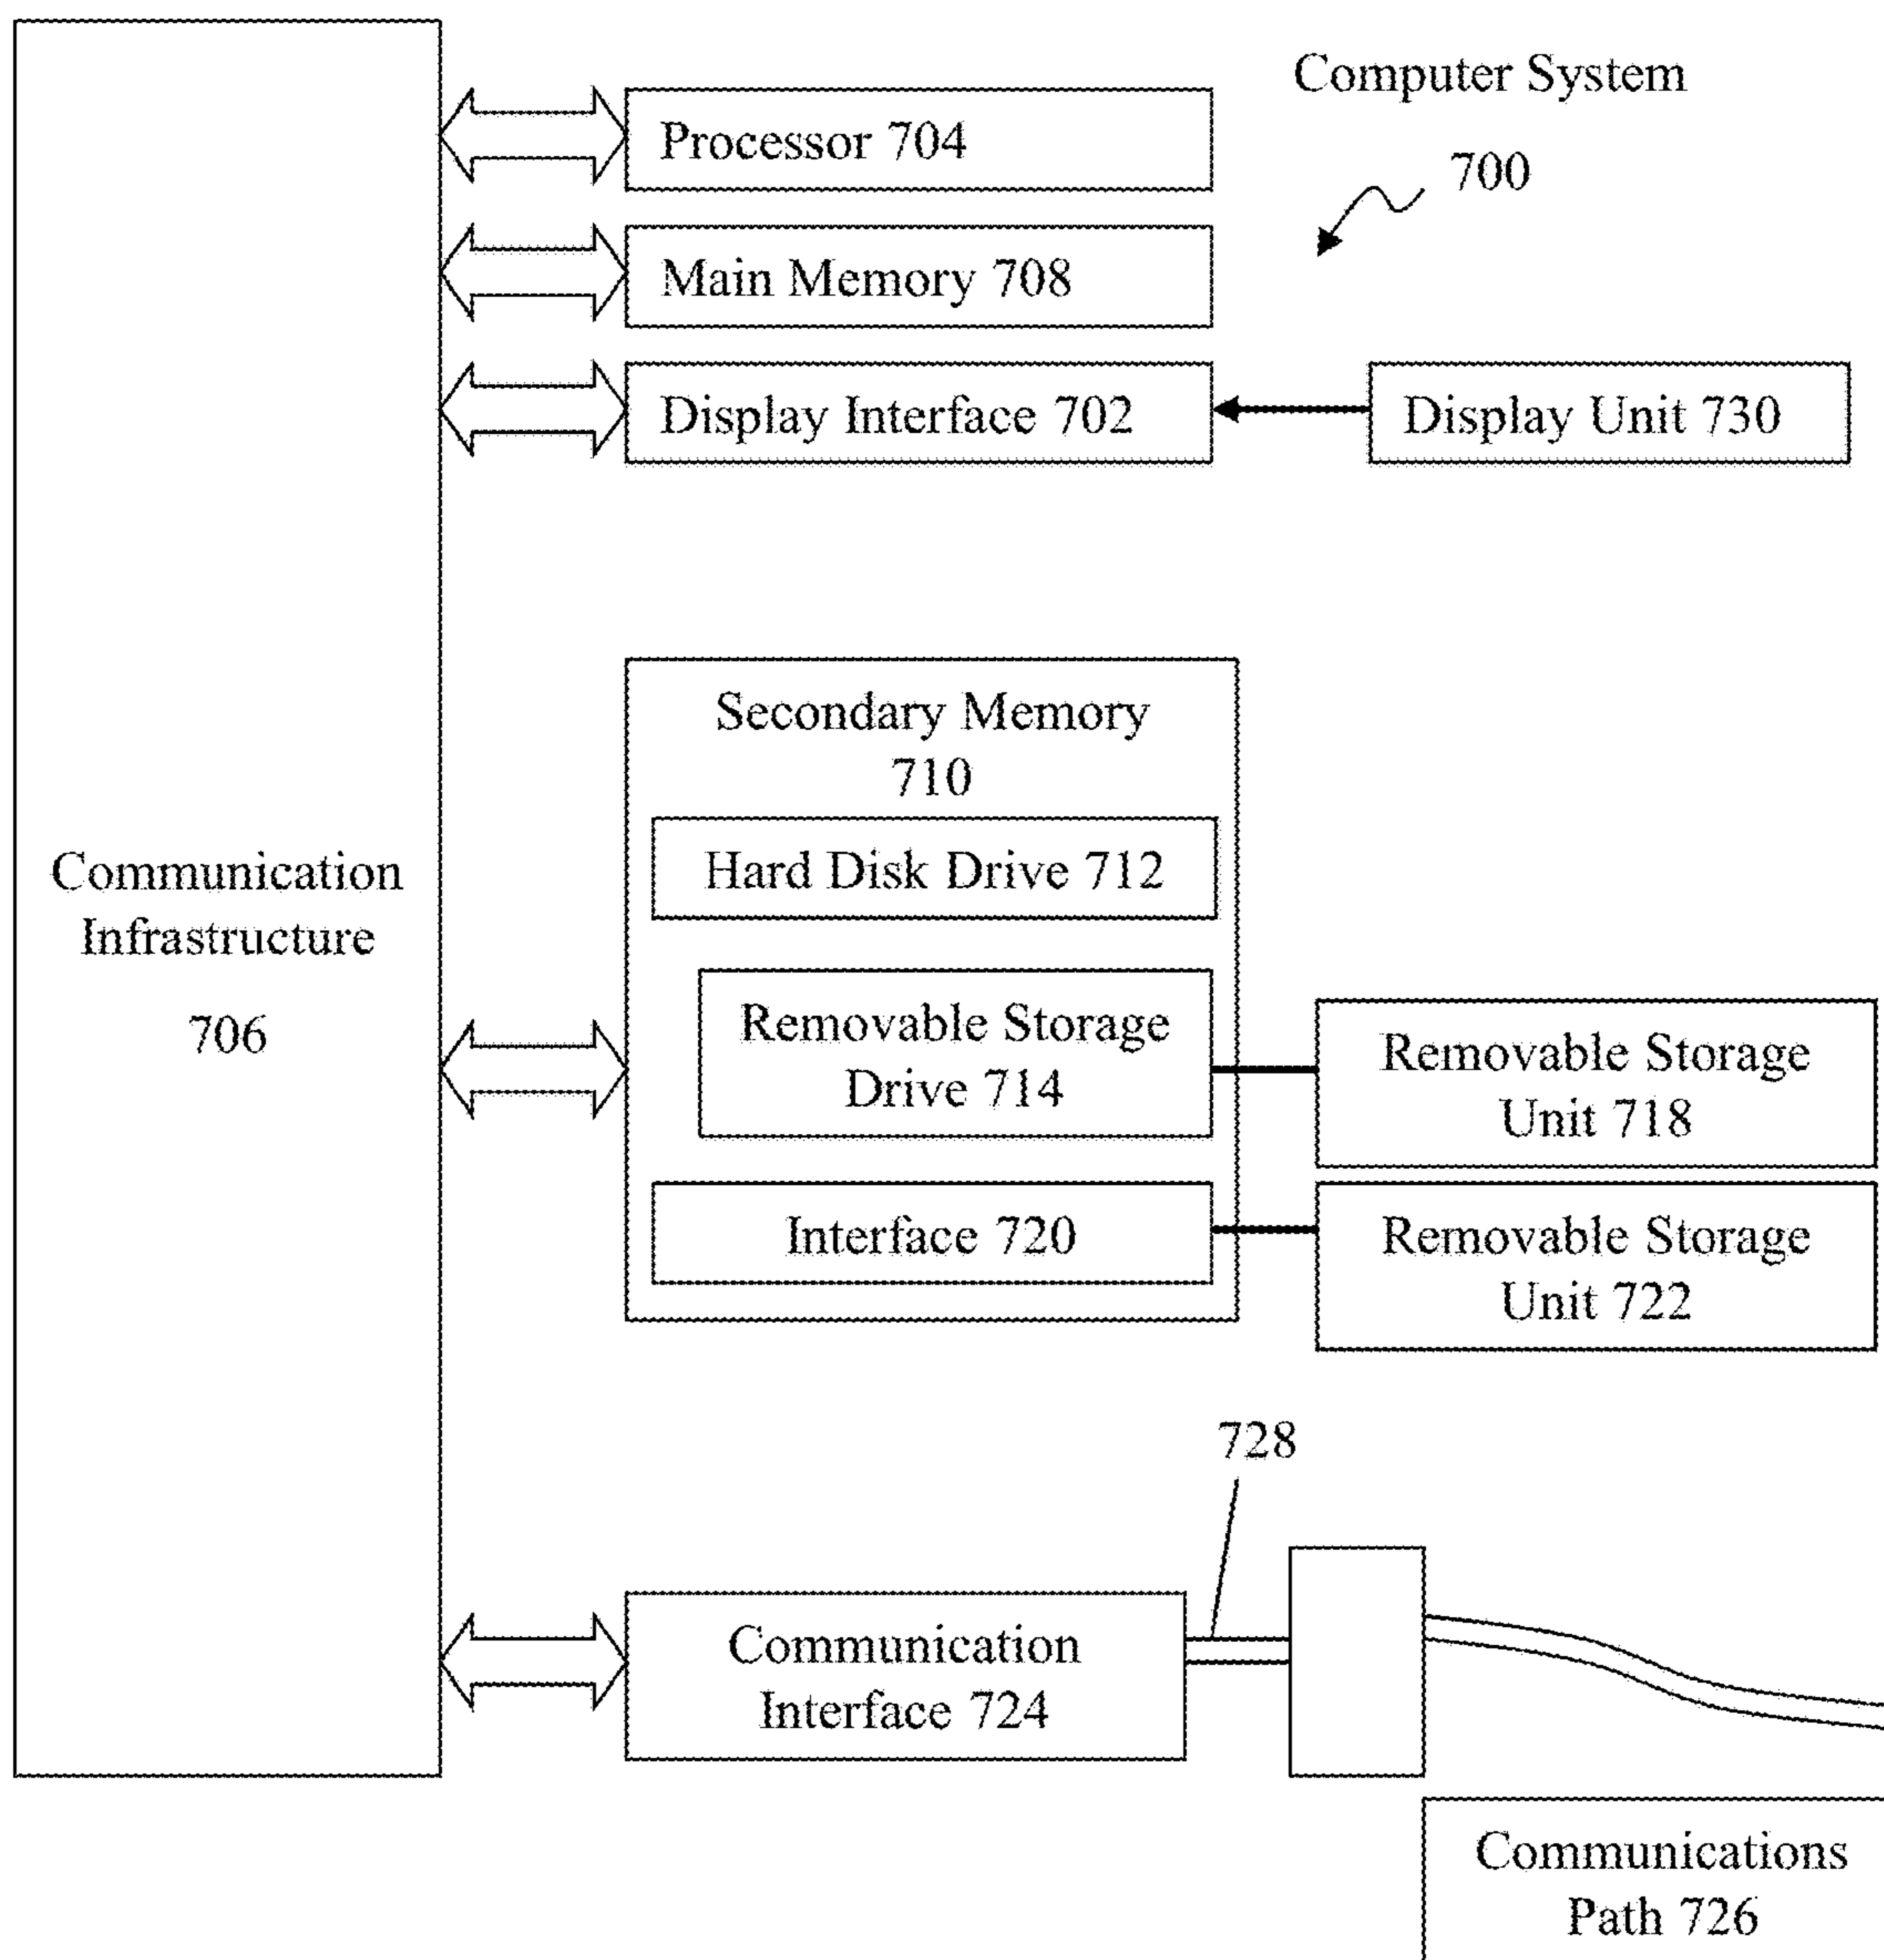 Computer System
700
Processor 704
Main Memory 708
Display Interface 702
Display Unit 730
Communication
Infrastructure
706
Secondary Memory
710
Hard Disk Drive 712
Removable Storage
Drive 714
Removable Storage
Unit 718
Interface 720
Removable Storage
Unit 722
728
Communication
Interface 724
Communications
Path 726